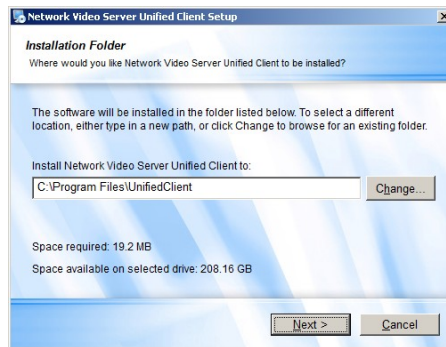 Network Video Server Unified Client Setup
Installation Folder
Where would you like Network Video Server Unified Client to be installed?
The software will be installed in the folder listed below. To select a different
location, either type in a new path, or click Change to browse for an existing folder.
Install Network Video Server Unified Client to:
C:\Program Files\UnifiedClient
Change...
Space required: 19.2 MB
Space available on selected drive: 208.16 GB
Next >
Cancel